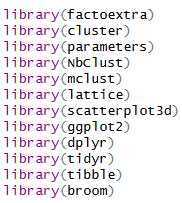 library(factoextra)
library(cluster)
library(parameters)
library(NbClust)
library(mclust)
library(lattice)
library(scatterplot3d)
library(ggplot2)
library(dplyr)
library(tidyr)
library(tibble)
library(broom)